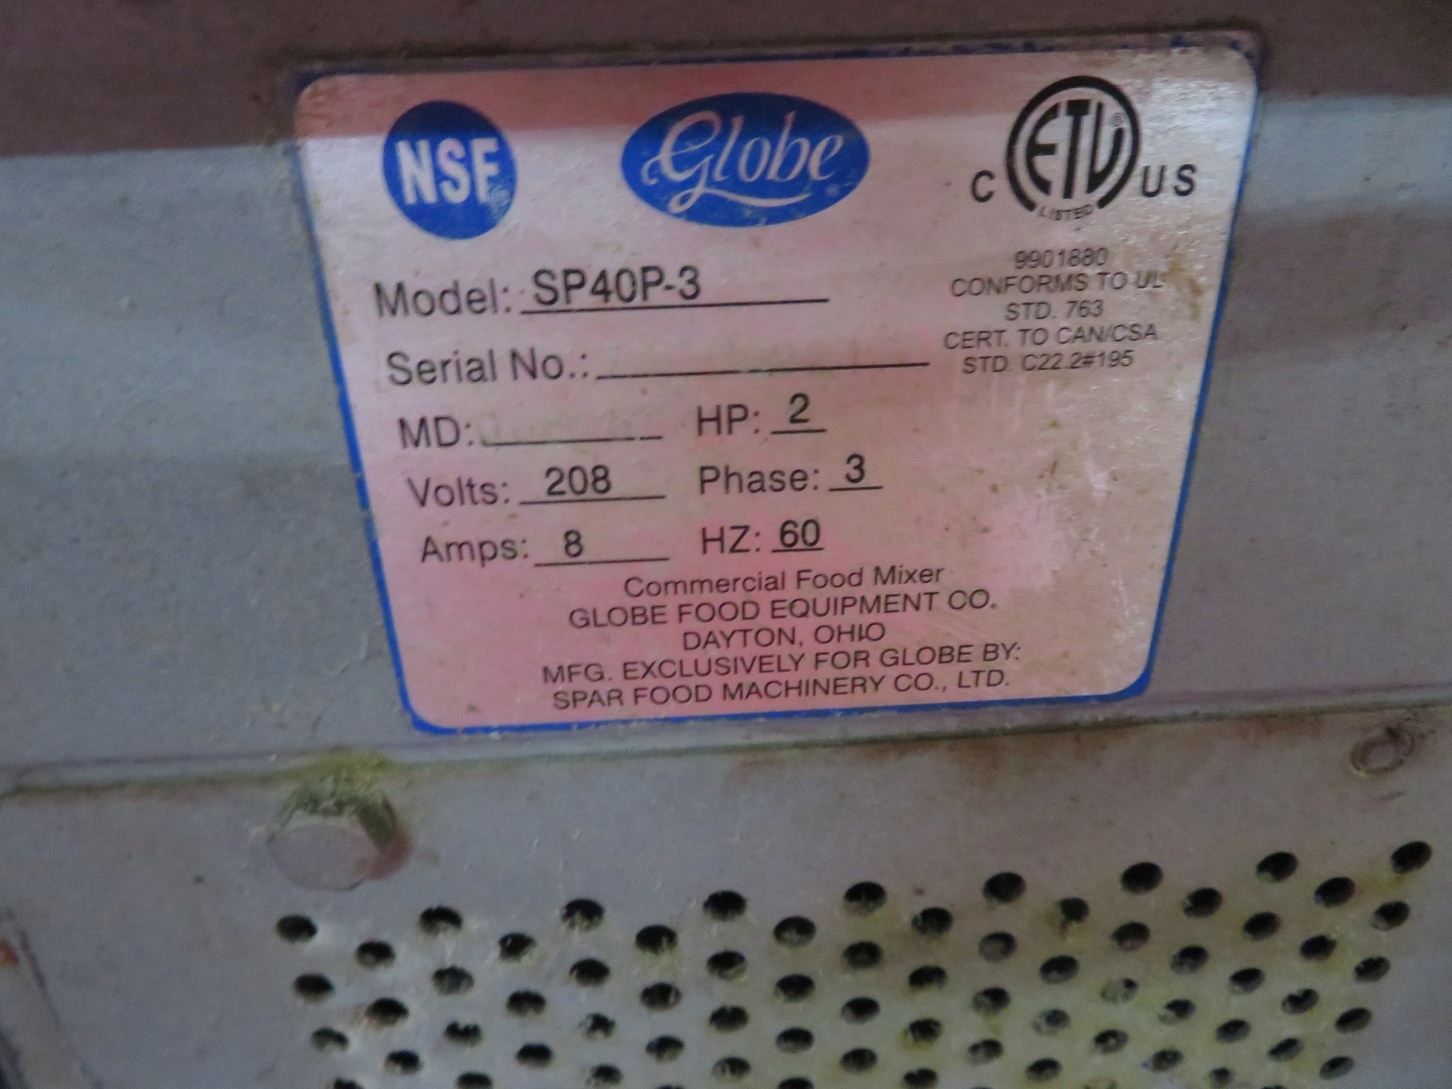 NSF
Globe
C ETL US
LISTED
9901880
CONFORMS TO UL
STD. 763
CERT. TO CAN/CSA
STD. C22.2#195
Model: SP40P-3
Serial No.:
MD: HP: 2
Volts: 208 Phase: 3
Amps: 8 HZ: 60
Commercial Food Mixer
GLOBE FOOD EQUIPMENT CO.
DAYTON, OHIO
MFG. EXCLUSIVELY FOR GLOBE BY:
SPAR FOOD MACHINERY CO., LTD.